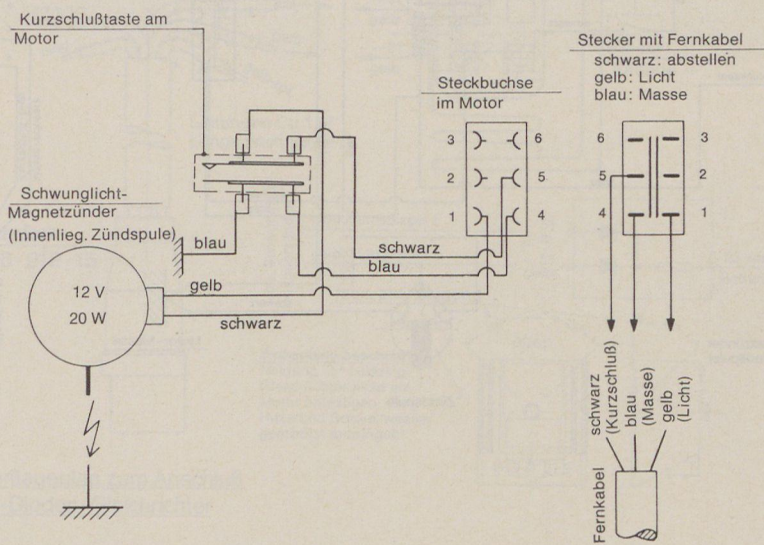 Kurzschlußtaste am
Motor
Stecker mit Fernkabel
schwarz: abstellen
gelb: Licht
blau: Masse
Steckbuchse
im Motor
3 6
2 5
1 4
6 3
5 2
4 1
Schwunglicht-
Magnetzünder
(Innenlieg. Zündspule)
blau
schwarz
blau
gelb
schwarz
12 V
20 W
schwarz
(Kurzschluß)
blau
(Masse)
gelb
(Licht)
Fernkabel